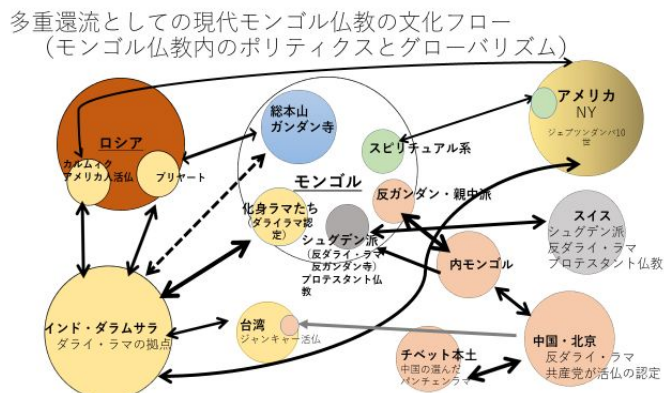 多重還流としての現代モンゴル仏教の文化フロー
（モンゴル仏教内のポリティクスとグローバリズム）
ロシア
カルムィク
アメリカ人活仏
ブリヤート
総本山
ガンダン寺
スピリチュアル系
モンゴル
反ガンダン・親中派
化身ラマたち
（ダライラマ認
定）
シュグデン派
（反ダライ・ラマ
反ガンダン寺）
プロテスタント仏
教
アメリカ
NY
ジェプツンダンパ10
世
スイス
シュグデン派
反ダライ・ラマ
プロテスタント仏教
内モンゴル
インド・ダラムサラ
ダライ・ラマの拠点
台湾
ジャンキャー活仏
チベット本土
中国の選んだ
パンチェンラマ
中国・北京
反ダライ・ラマ
共産党が活仏の認定